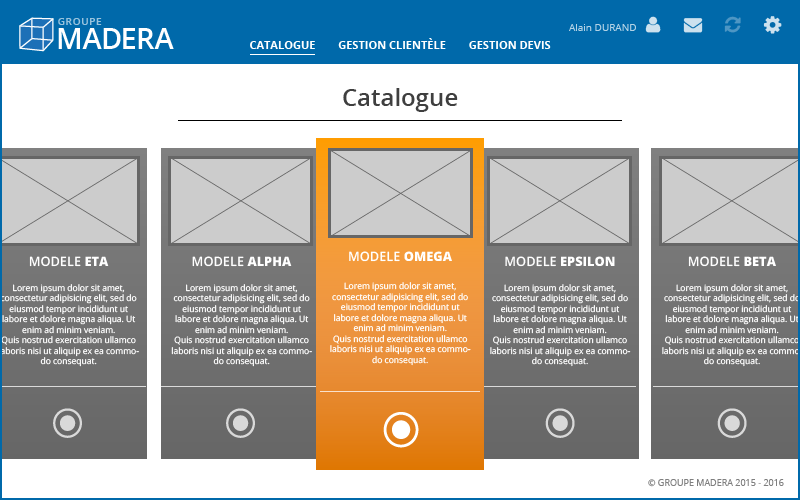 GROUPE
MADERA
CATALOGUE
GESTION CLIENTÈLE
GESTION DEVIS
Alain DURAND
Catalogue
MODELE ETA
Lorem ipsum dolor sit amet,
consectetur adipisicing elit, sed do
eiusmod tempor incididunt ut
labore et dolore magna aliqua. Ut
enim ad minim veniam.
Quis nostrud exercitation ullamco
laboris nisi ut aliquip ex ea commo-
do consequat.
MODELE ALPHA
Lorem ipsum dolor sit amet,
consectetur adipisicing elit, sed do
eiusmod tempor incididunt ut
labore et dolore magna aliqua. Ut
enim ad minim veniam.
Quis nostrud exercitation ullamco
laboris nisi ut aliquip ex ea commo-
do consequat.
MODELE OMEGA
Lorem ipsum dolor sit amet,
consectetur adipisicing elit, sed do
eiusmod tempor incididunt ut
labore et dolore magna aliqua. Ut
enim ad minim veniam.
Quis nostrud exercitation ullamco
laboris nisi ut aliquip ex ea commo-
do consequat.
MODELE EPSILON
Lorem ipsum dolor sit amet,
consectetur adipisicing elit, sed do
eiusmod tempor incididunt ut
labore et dolore magna aliqua. Ut
enim ad minim veniam.
Quis nostrud exercitation ullamco
laboris nisi ut aliquip ex ea commo-
do consequat.
MODELE BETA
Lorem ipsum dolor sit amet,
consectetur adipisicing elit, sed do
eiusmod tempor incididunt ut
labore et dolore magna aliqua. Ut
enim ad minim veniam.
Quis nostrud exercitation ullamco
laboris nisi ut aliquip ex ea commo-
do consequat.
© GROUPE MADERA 2015 - 2016